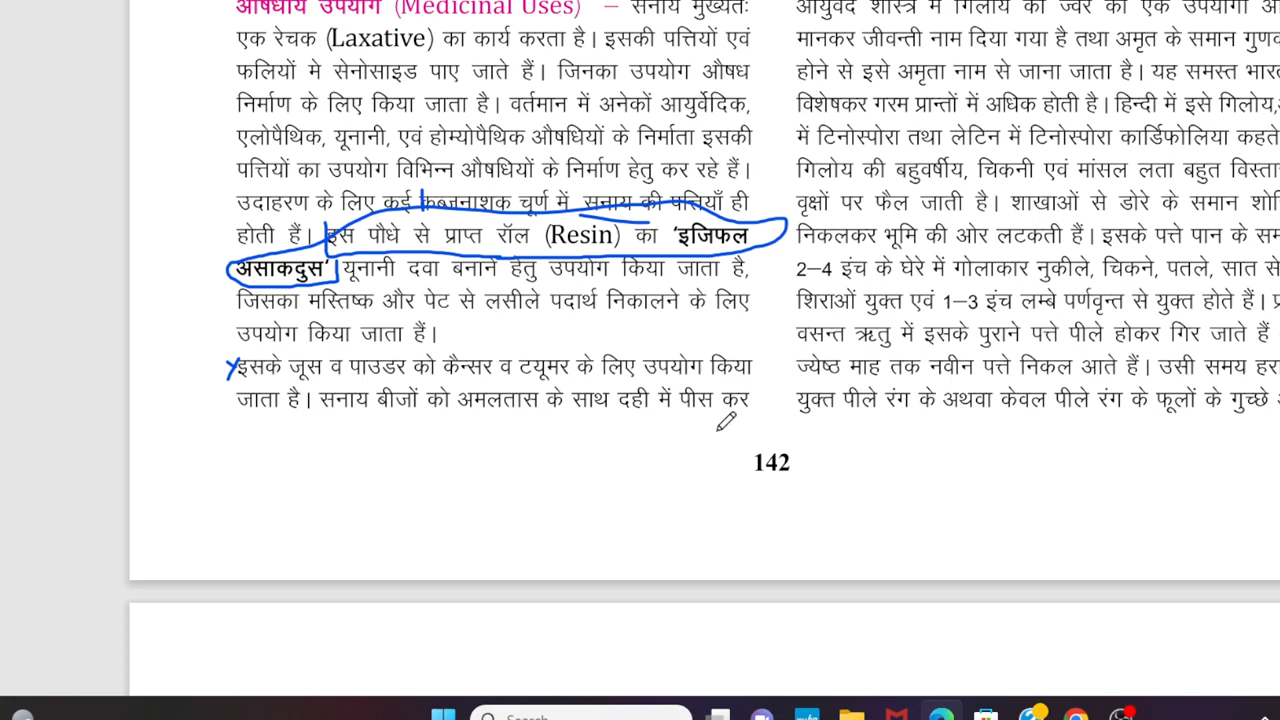 औषधीय उपयोग (Medicinal Uses) – सनाय मुख्यतः
एक रेचक (Laxative) का कार्य करता है। इसकी पत्तियों एवं
फलियों मे सेनोसाइड पाए जाते हैं। जिनका उपयोग औषध
निर्माण के लिए किया जाता है। वर्तमान में अनेकों आयुर्वेदिक,
एलोपैथिक, यूनानी, एवं होम्योपैथिक औषधियों के निर्माता इसकी
पत्तियों का उपयोग विभिन्न औषधियों के निर्माण हेतु कर रहे हैं।
उदाहरण के लिए कई कब्जनाशक चूर्ण में सनाय की पत्तियाँ ही
होती हैं। इस पौधे से प्राप्त रॉल (Resin) का ‘इजिफल
असाकदुस’ यूनानी दवा बनाने हेतु उपयोग किया जाता है,
जिसका मस्तिष्क और पेट से लसीले पदार्थ निकालने के लिए
उपयोग किया जाता हैं।
इसके जूस व पाउडर को कैन्सर व टयूमर के लिए उपयोग किया
जाता है। सनाय बीजों को अमलतास के साथ दही में पीस कर
आयुर्वेद शास्त्र में गिलोय को ज्वर की एक उपयोगी
मानकर जीवन्ती नाम दिया गया है तथा अमृत के समान
होने से इसे अमृता नाम से जाना जाता है। यह समस्त
विशेषकर गरम प्रान्तों में अधिक होती है। हिन्दी में इसे गिलोय,
में टिनोस्पोरा तथा लेटिन में टिनोस्पोरा कार्डिफोलिया कहते
गिलोय की बहुवर्षीय, चिकनी एवं मांसल लता बहुत
वृक्षों पर फैल जाती है। शाखाओं से डोरे के समान
निकलकर भूमि की ओर लटकती हैं। इसके पत्ते पान के
2–4 इंच के घेरे में गोलाकार नुकीले, चिकने, पतले, सात से
शिराओं युक्त एवं 1–3 इंच लम्बे पर्णवृन्त से युक्त होते हैं।
वसन्त ऋतु में इसके पुराने पत्ते पीले होकर गिर जाते हैं
ज्येष्ठ माह तक नवीन पत्ते निकल आते हैं। उसी समय
युक्त पीले रंग के अथवा केवल पीले रंग के फूलों के गुच्छे
142
Search